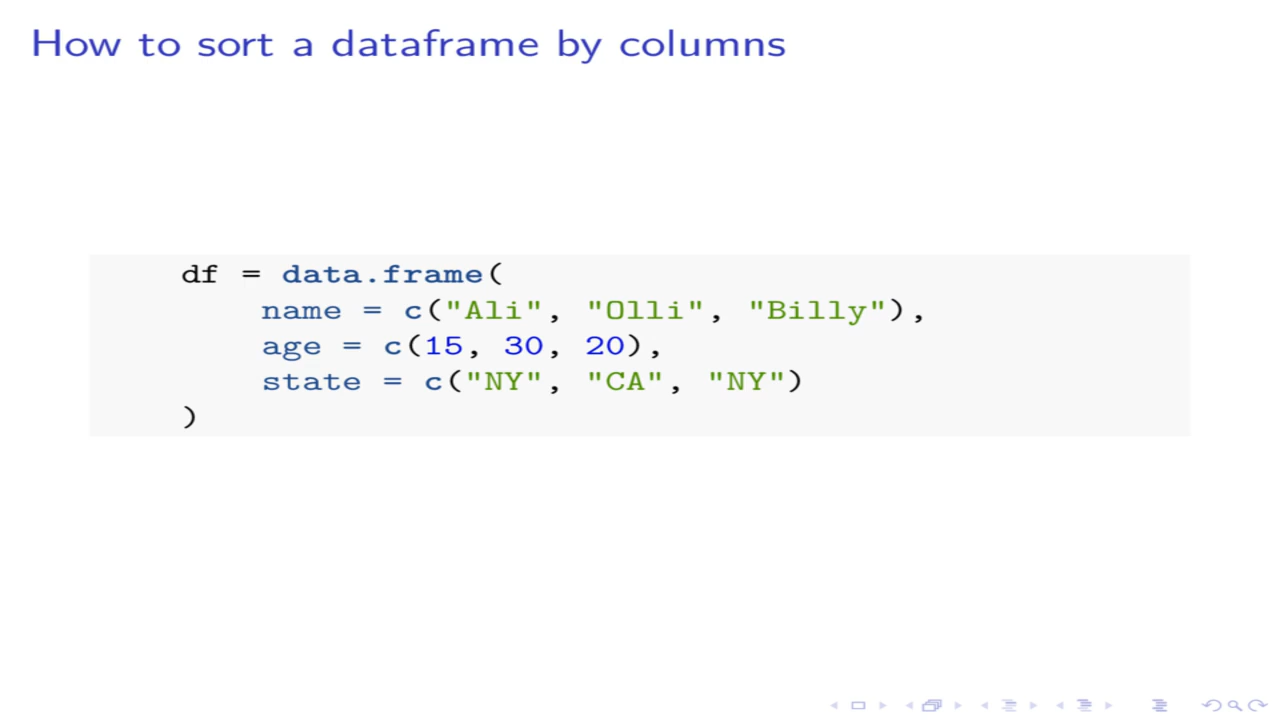 How to sort a dataframe by columns
df = data.frame(
name = c("Ali", "Olli", "Billy"),
age = c(15, 30, 20),
state = c("NY", "CA", "NY")
)